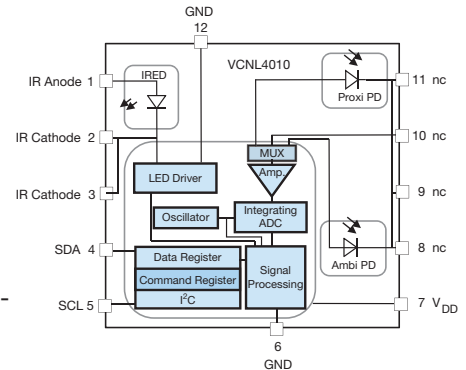 GND
12
VCNL4010
IR Anode 1
IRED
11 nc
Proxi PD
IR Cathode 2
10 nc
MUX
Amp.
LED Driver
IR Cathode 3
9 nc
Oscillator
Integrating
ADC
SDA 4
8 nc
Ambi PD
Data Register
Command Register
I²C
Signal
Processing
SCL 5
7 V_DD
6
GND